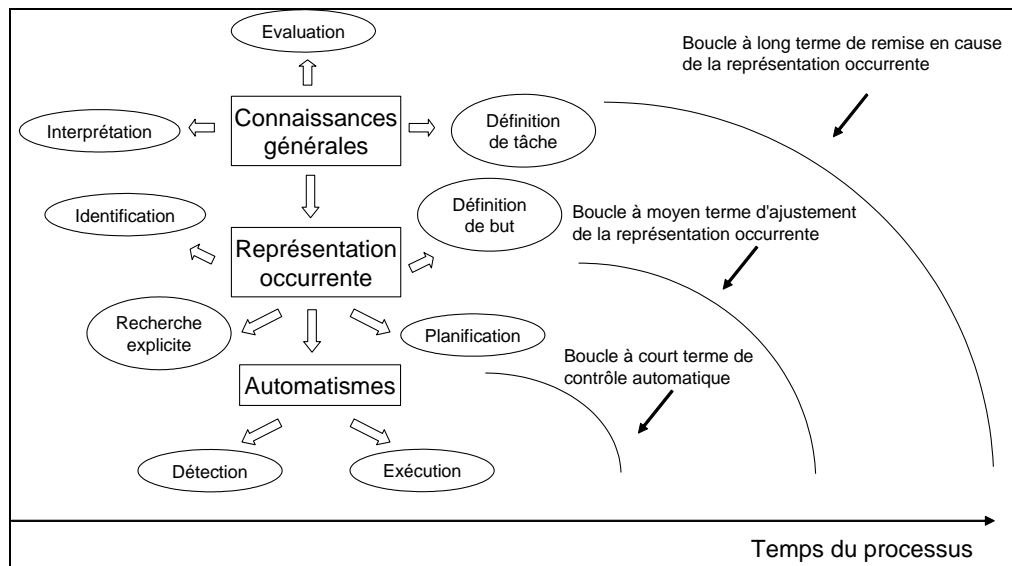 Evaluation
Boucle à long terme de remise en cause
de la représentation occurrente
Connaissances
générales
Interprétation
Définition
de tâche
Identification
Définition
de but
Boucle à moyen terme d'ajustement
de la représentation occurrente
Représentation
occurrente
Recherche
explicite
Planification
Boucle à court terme de
contrôle automatique
Automatismes
Détection
Exécution
Temps du processus